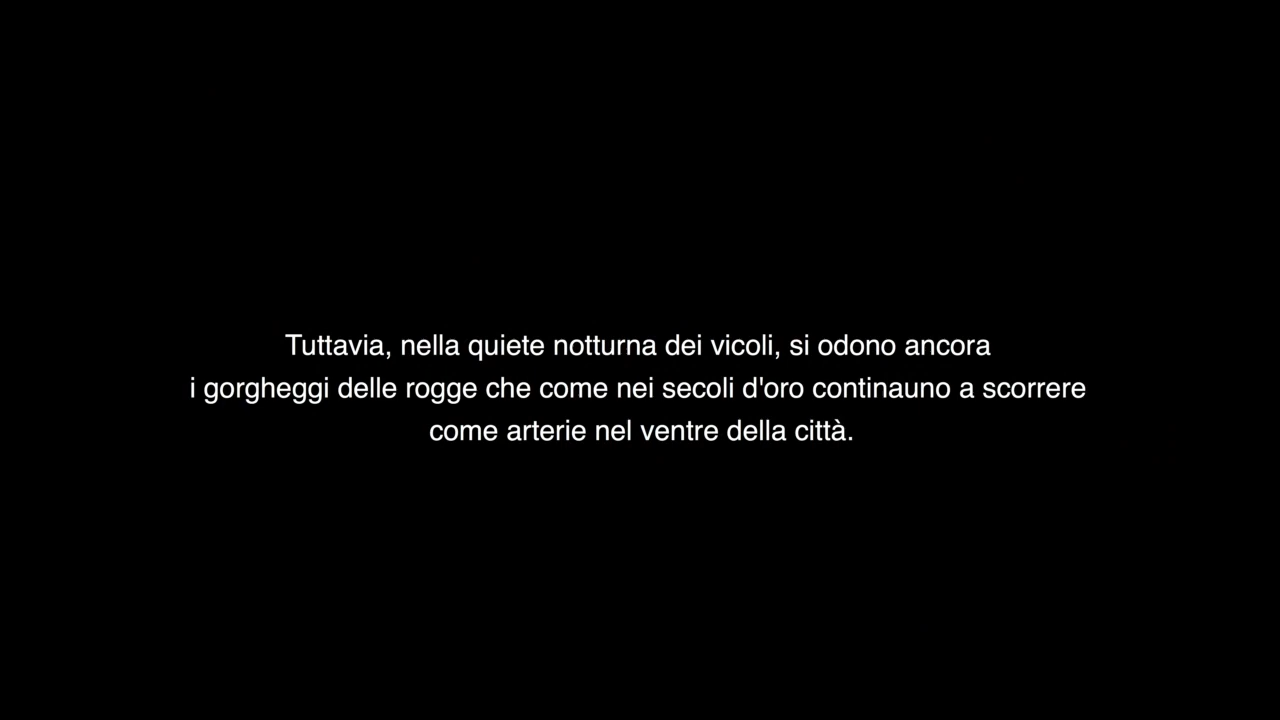 Tuttavia, nella quiete notturna dei vicoli, si odono ancora
i gorgheggi delle rogge che come nei secoli d'oro continauno a scorrere
come arterie nel ventre della città.